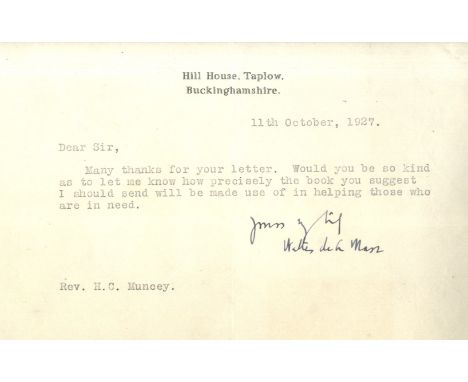 Hill House, Taplow,
Buckinghamshire.
11th October, 1927.
Dear Sir,
Many thanks for your letter. Would you be so kind
as to let me know how precisely the book you suggest
I should send will be made use of in helping those who
are in need.
Yours
Walter de la Mare
Rev. H.C. Muncey.